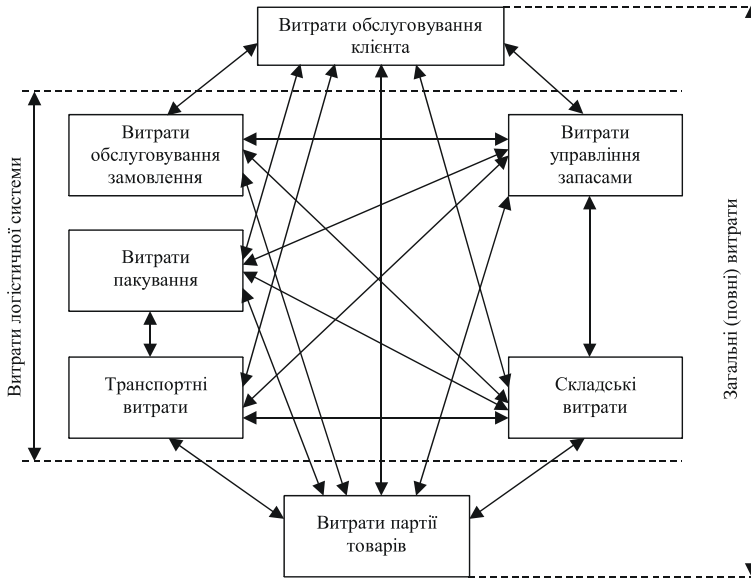 Витрати обслуговування
клієнта
Витрати
обслуговування
замовлення
Витрати
управління
запасами
Витрати
пакування
Транспортні
витрати
Складські
витрати
Витрати партії
товарів
Витрати логістичної системи
Загальні (повні) витрати